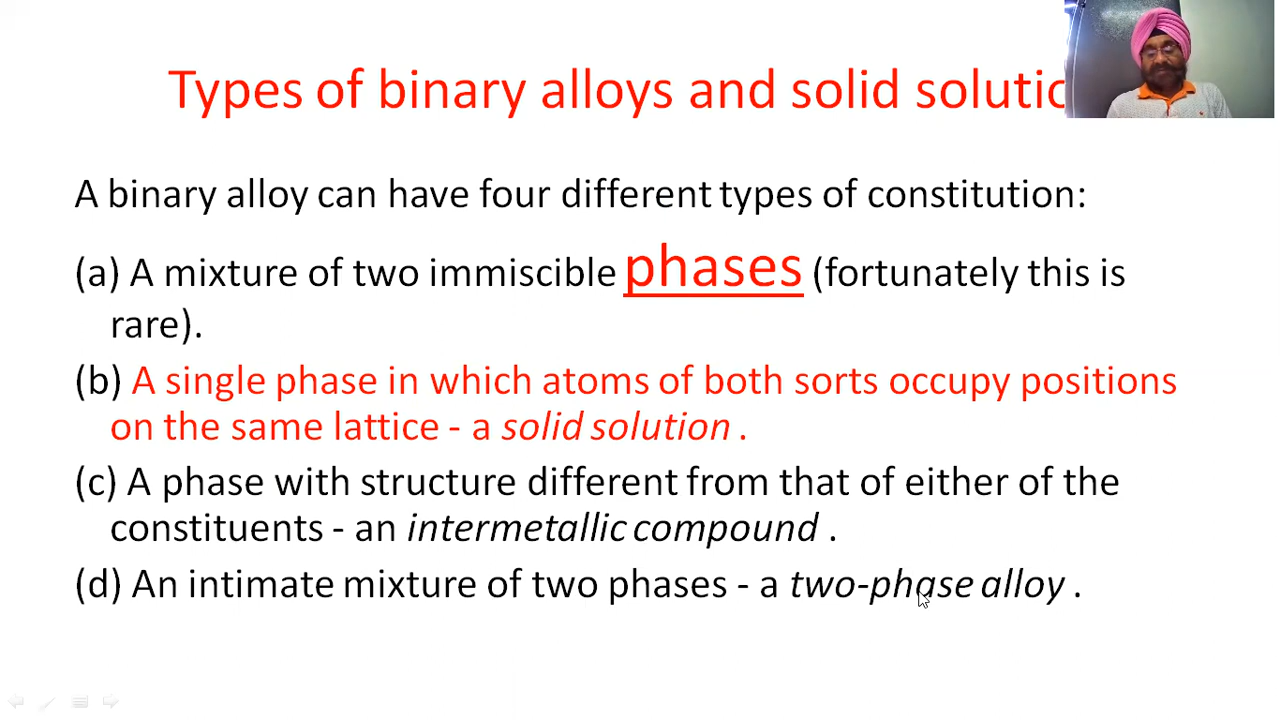 Types of binary alloys and solid solutio
A binary alloy can have four different types of constitution:
(a) A mixture of two immiscible phases (fortunately this is
rare).
(b) A single phase in which atoms of both sorts occupy positions
on the same lattice - a solid solution .
(c) A phase with structure different from that of either of the
constituents - an intermetallic compound .
(d) An intimate mixture of two phases - a two-phase alloy .